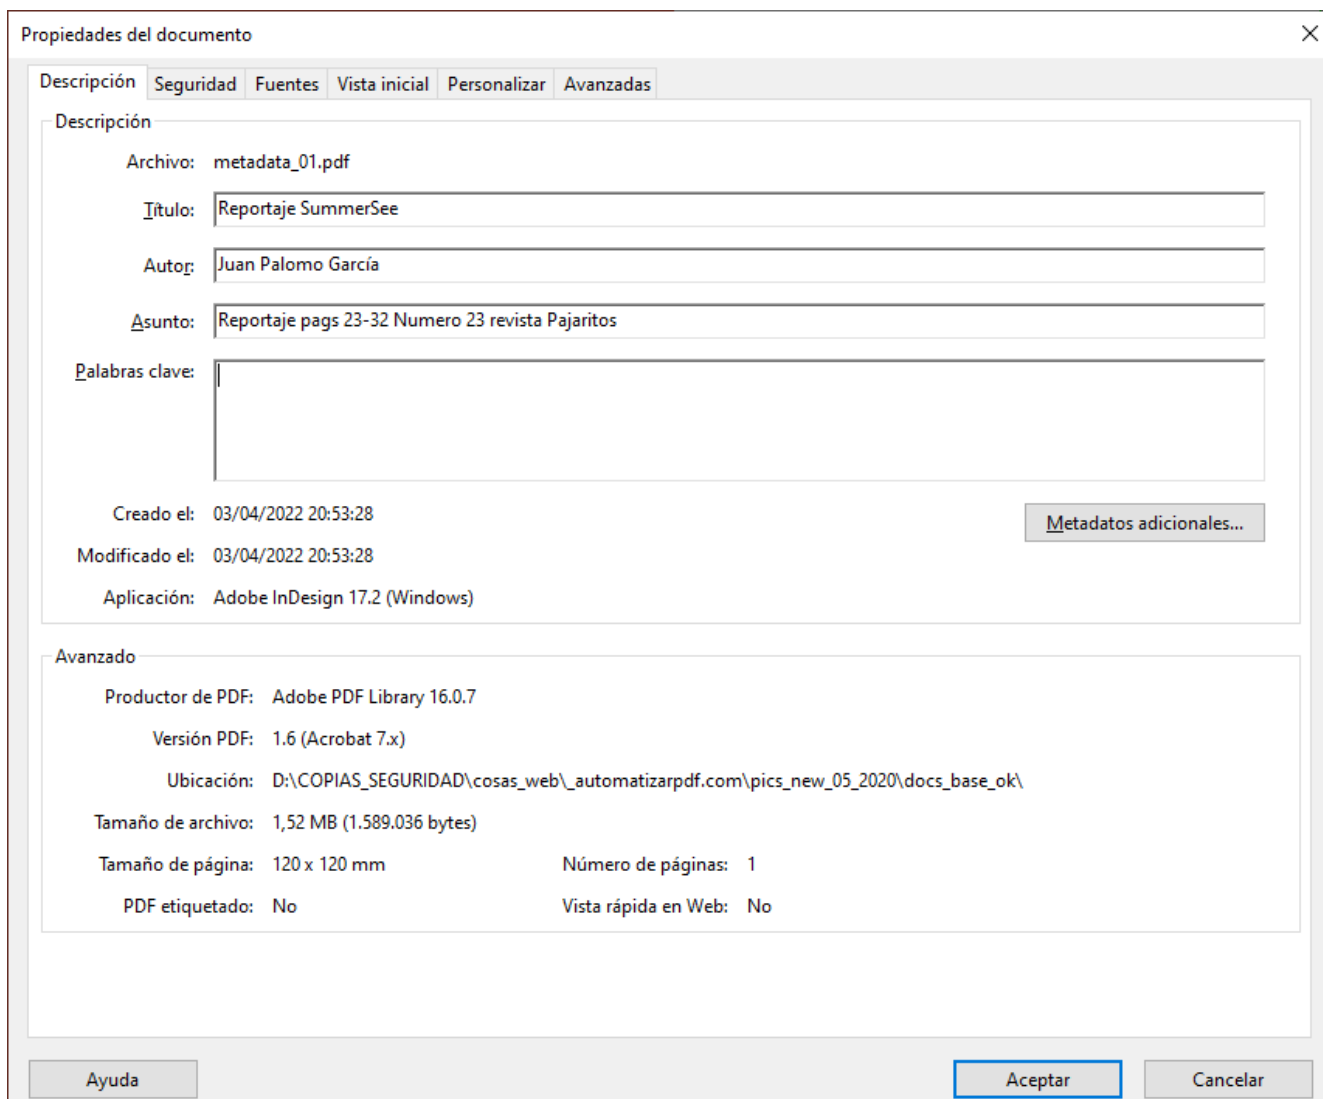 Propiedades del documento
Descripción Seguridad Fuentes Vista inicial Personalizar Avanzadas
Descripción
Archivo: metadata_01.pdf
Título: Reportaje SummerSee
Autor: Juan Palomo García
Asunto: Reportaje pags 23-32 Numero 23 revista Pajaritos
Palabras clave:
Creado el: 03/04/2022 20:53:28
Metadatos adicionales...
Modificado el: 03/04/2022 20:53:28
Aplicación: Adobe InDesign 17.2 (Windows)
Avanzado
Productor de PDF: Adobe PDF Library 16.0.7
Versión PDF: 1.6 (Acrobat 7.x)
Ubicación: D:\COPIAS_SEGURIDAD\cosas_web\_automatizarpdf.com\pics_new_05_2020\docs_base_ok\
Tamaño de archivo: 1,52 MB (1.589.036 bytes)
Tamaño de página: 120 x 120 mm Número de páginas: 1
PDF etiquetado: No Vista rápida en Web: No
Ayuda Aceptar Cancelar